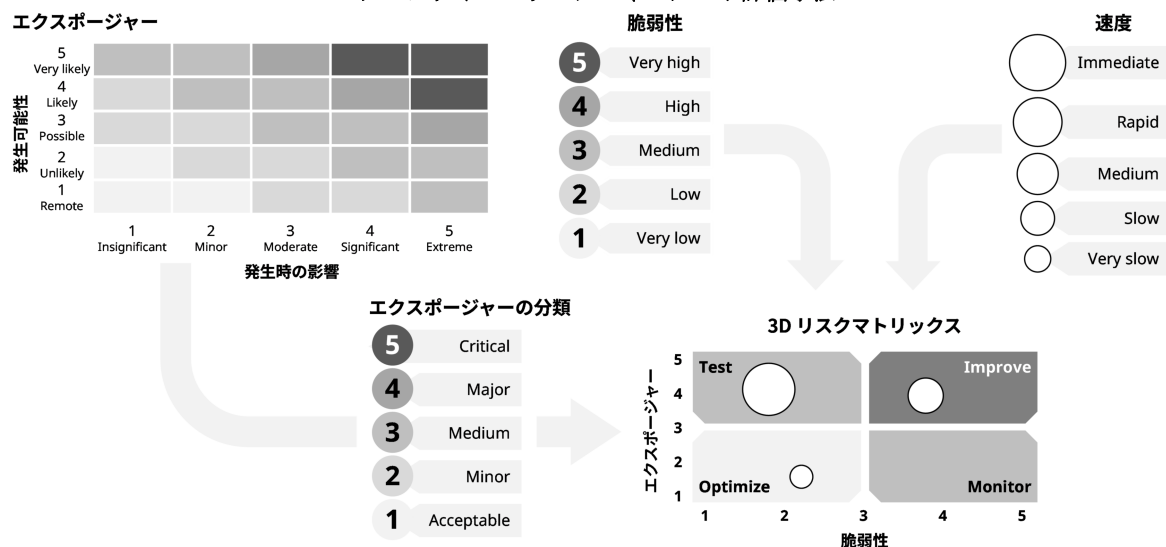 エクスポージャー
5
Very likely
4
Likely
3
Possible
2
Unlikely
1
Remote
発生可能性
1
Insignificant
2
Minor
3
Moderate
4
Significant
5
Extreme
発生時の影響
脆弱性
5 Very high
4 High
3 Medium
2 Low
1 Very low
速度
Immediate
Rapid
Medium
Slow
Very slow
エクスポージャーの分類
5 Critical
4 Major
3 Medium
2 Minor
1 Acceptable
3D リスクマトリックス
エクスポージャー
5
4
3
2
1
Test
Improve
Optimize
Monitor
1 2 3 4 5
脆弱性